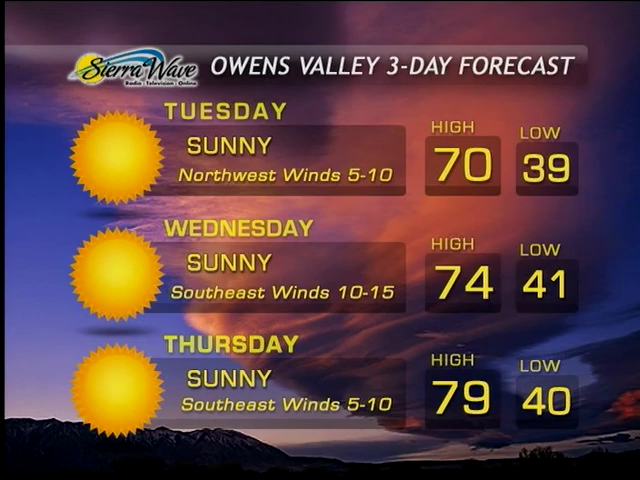 Sierra Wave
Radio | Television | Online
OWENS VALLEY 3-DAY FORECAST
TUESDAY
SUNNY
Northwest Winds 5-10
HIGH
70
LOW
39
WEDNESDAY
SUNNY
Southeast Winds 10-15
HIGH
74
LOW
41
THURSDAY
SUNNY
Southeast Winds 5-10
HIGH
79
LOW
40